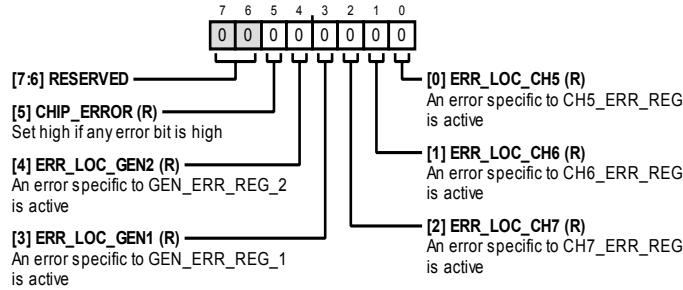 7 6 5 4 3 2 1 0
0 0 0 0 0 0 0 0
[7:6] RESERVED
[5] CHIP_ERROR (R)
Set high if any error bit is high
[4] ERR_LOC_GEN2 (R)
An error specific to GEN_ERR_REG_2
is active
[3] ERR_LOC_GEN1 (R)
An error specific to GEN_ERR_REG_1
is active
[0] ERR_LOC_CH5 (R)
An error specific to CH5_ERR_REG
is active
[1] ERR_LOC_CH6 (R)
An error specific to CH6_ERR_REG
is active
[2] ERR_LOC_CH7 (R)
An error specific to CH7_ERR_REG
is active